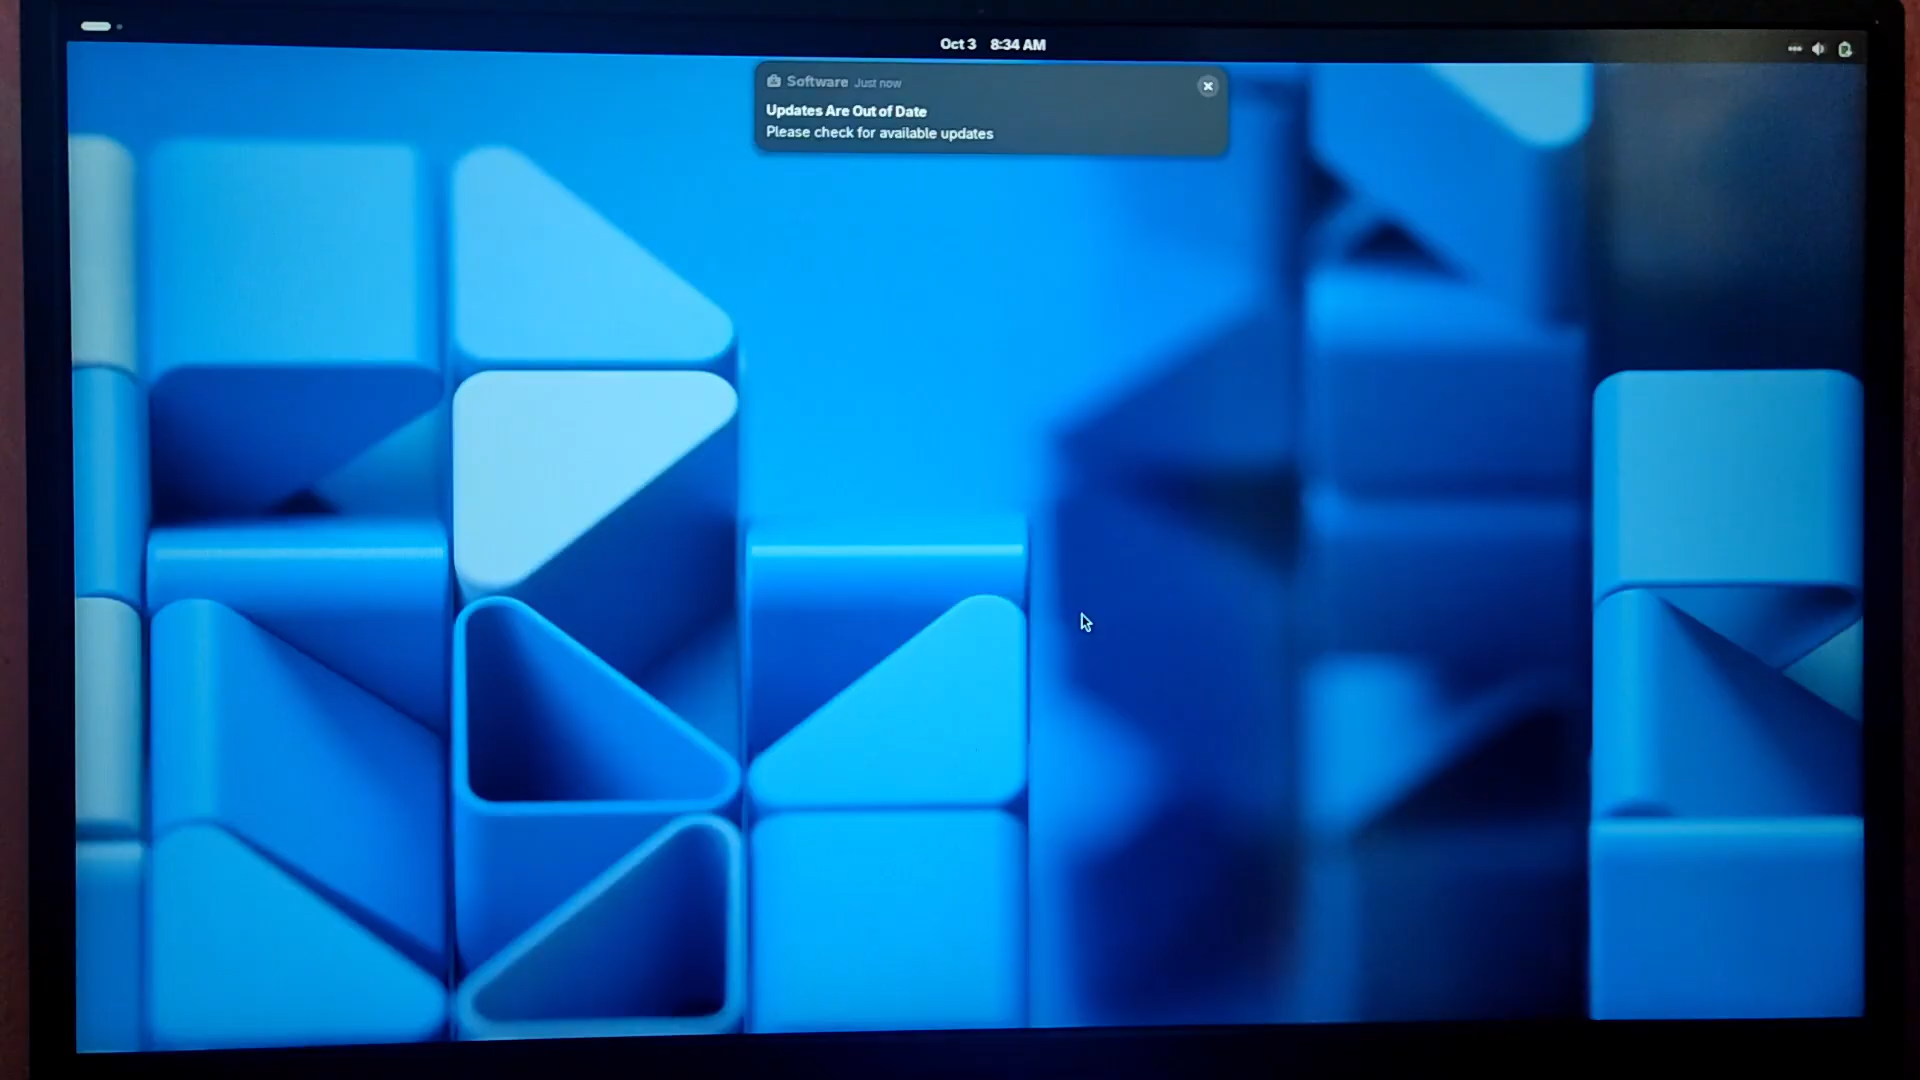 Oct 3 8:34 AM
Software Just now
Updates Are Out of Date
Please check for available updates